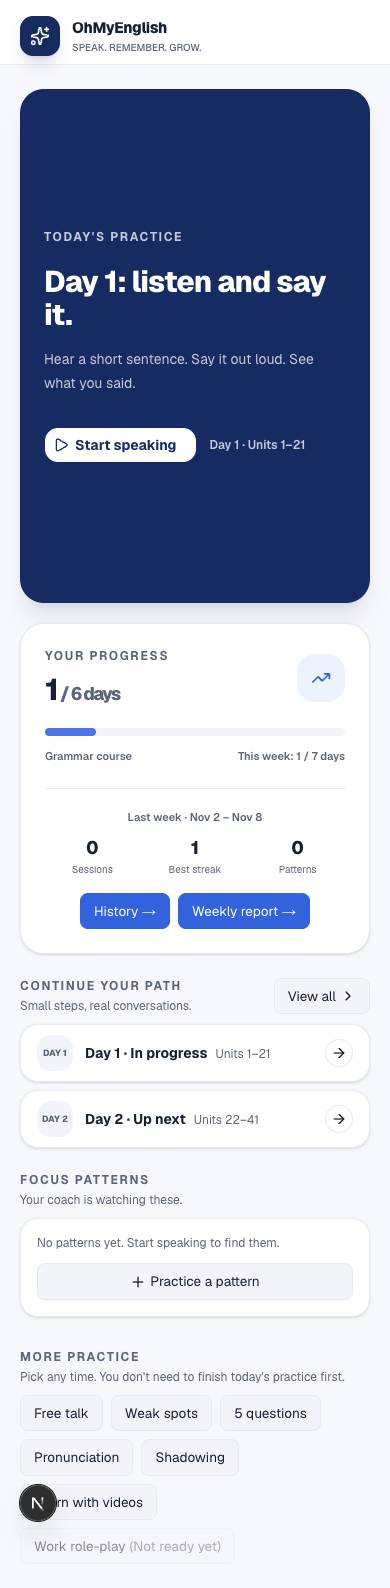 OhMyEnglish
SPEAK. REMEMBER. GROW.
TODAY'S PRACTICE
Day 1: listen and say
it.
Hear a short sentence. Say it out loud. See
what you said.
Start speaking
Day 1 · Units 1–21
YOUR PROGRESS
1 / 6 days
Grammar course
This week: 1 / 7 days
Last week · Nov 2 – Nov 8
0 1 0
Sessions Best streak Patterns
History →
Weekly report →
CONTINUE YOUR PATH
Small steps, real conversations.
View all
DAY 1 Day 1 · In progress Units 1–21
DAY 2 Day 2 · Up next Units 22–41
FOCUS PATTERNS
Your coach is watching these.
No patterns yet. Start speaking to find them.
Practice a pattern
MORE PRACTICE
Pick any time. You don't need to finish today's practice first.
Free talk Weak spots 5 questions
Pronunciation Shadowing
N rn with videos
Work role-play (Not ready yet)